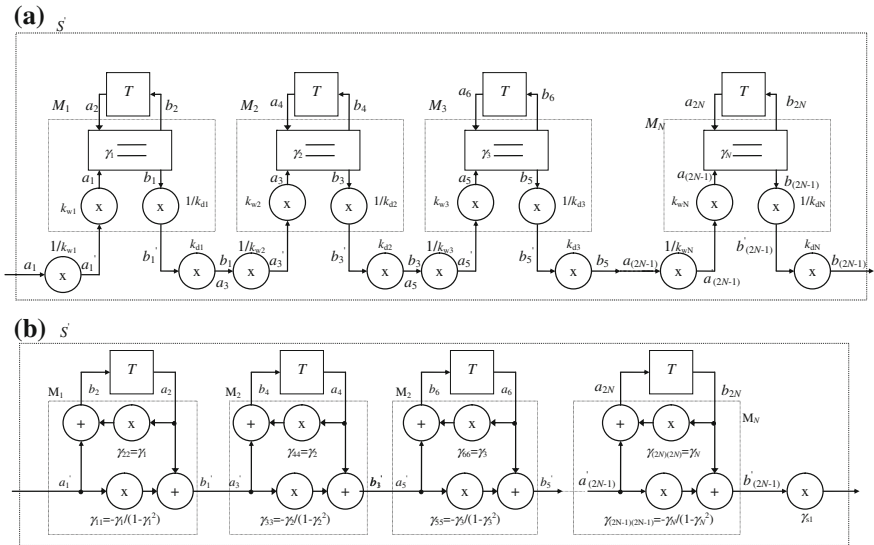 (a)
S'
T T T T
M1 a2 b2 M2 a4 b4 M3 a6 b6 MN a2N b2N
γ1 γ2 γ3 γN
a1 b1 a3 b3 a5 b5 a(2N-1) b(2N-1)
kw1 x x 1/kd1 kw2 x x 1/kd2 kw3 x x 1/kd3 kwN x x 1/kdN
1/kw1 b1' kd1 1/kw2 b3' kd2 1/kw3 b5' kd3 1/kwN b'(2N-1) kdN
a1 x a1' x b1 x a3' x b3 x a5' x b5 a(2N-1) x a'(2N-1) x b(2N-1)
a3 a5
(b)
S'
T T T T
M1 b2 a2 M2 b4 a4 M2 b6 a6 a2N b2N MN
+ x + x + x + x
γ22=γ1 γ44=γ2 γ66=γ3 γ(2N)(2N)=γN
a1' x + b1' a3' x + b3' a5' x + b5' a'(2N-1) x + b'(2N-1) x
γ11=-γ1/(1-γ1²) γ33=-γ2/(1-γ2²) γ55=-γ3/(1-γ3²) γ(2N-1)(2N-1)=-γN/(1-γN²) γs1